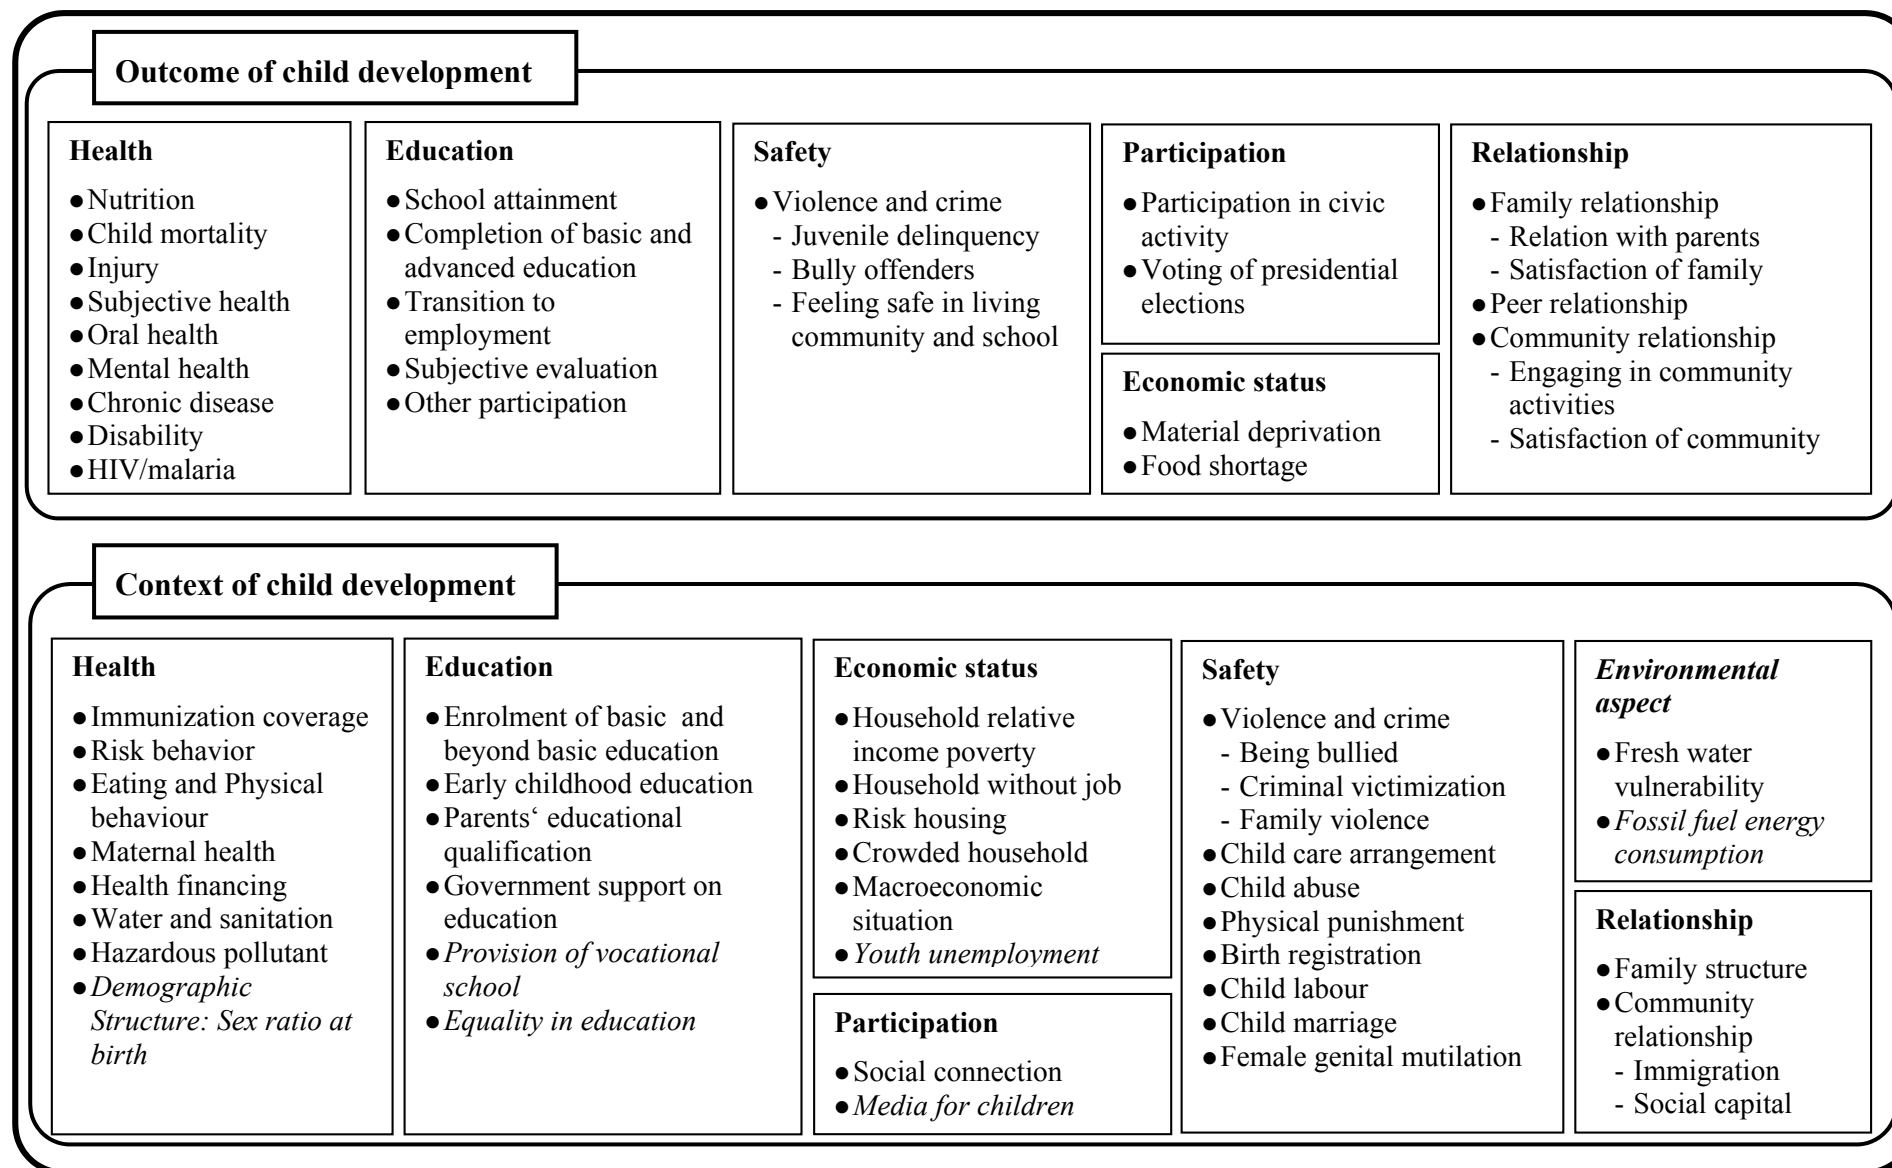 Outcome of child development
Health
●Nutrition
●Child mortality
●Injury
●Subjective health
●Oral health
●Mental health
●Chronic disease
●Disability
●HIV/malaria
Education
●School attainment
●Completion of basic and
advanced education
●Transition to
employment
●Subjective evaluation
●Other participation
Safety
●Violence and crime
- Juvenile delinquency
- Bully offenders
- Feeling safe in living
community and school
Participation
●Participation in civic
activity
●Voting of presidential
elections
Economic status
●Material deprivation
●Food shortage
Relationship
●Family relationship
- Relation with parents
- Satisfaction of family
●Peer relationship
●Community relationship
- Engaging in community
activities
- Satisfaction of community
Context of child development
Health
●Immunization coverage
●Risk behavior
●Eating and Physical
behaviour
●Maternal health
●Health financing
●Water and sanitation
●Hazardous pollutant
●Demographic
Structure: Sex ratio at
birth
Education
●Enrolment of basic and
beyond basic education
●Early childhood education
●Parents‘ educational
qualification
●Government support on
education
●Provision of vocational
school
●Equality in education
Economic status
●Household relative
income poverty
●Household without job
●Risk housing
●Crowded household
●Macroeconomic
situation
●Youth unemployment
Participation
●Social connection
●Media for children
Safety
●Violence and crime
- Being bullied
- Criminal victimization
- Family violence
●Child care arrangement
●Child abuse
●Physical punishment
●Birth registration
●Child labour
●Child marriage
●Female genital mutilation
Environmental
aspect
●Fresh water
vulnerability
●Fossil fuel energy
consumption
Relationship
●Family structure
●Community
relationship
- Immigration
- Social capital